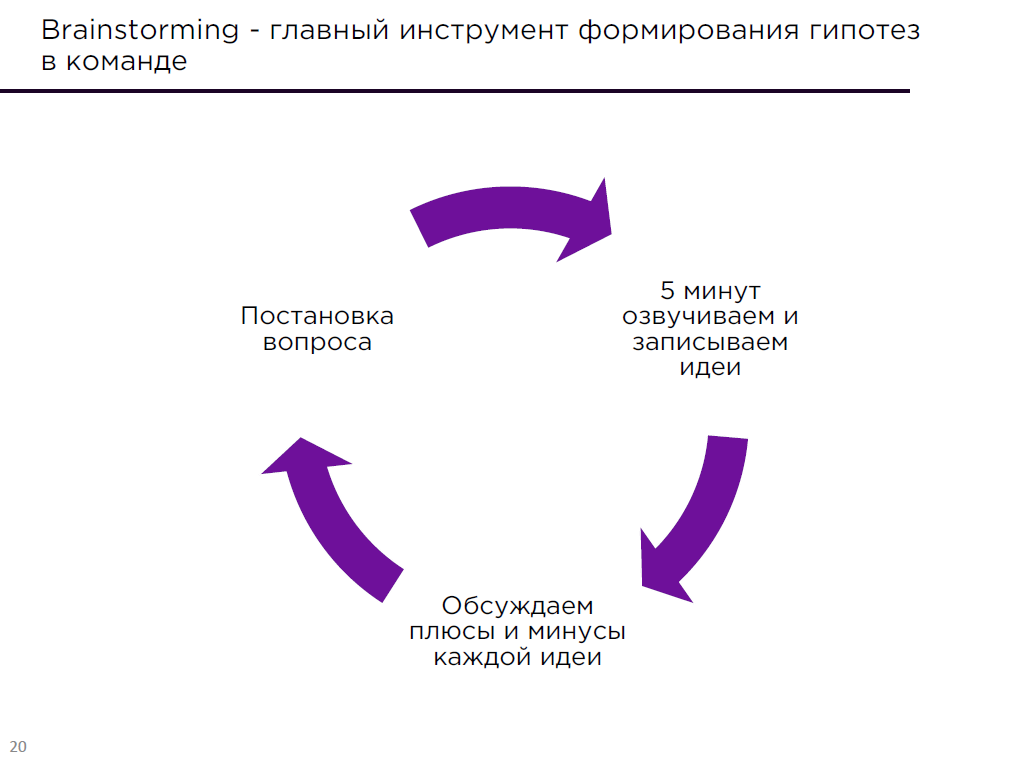 Brainstorming - главный инструмент формирования гипотез
в команде
Постановка
вопроса
5 минут
озвучиваем и
записываем
идеи
Обсуждаем
плюсы и минусы
каждой идеи
20